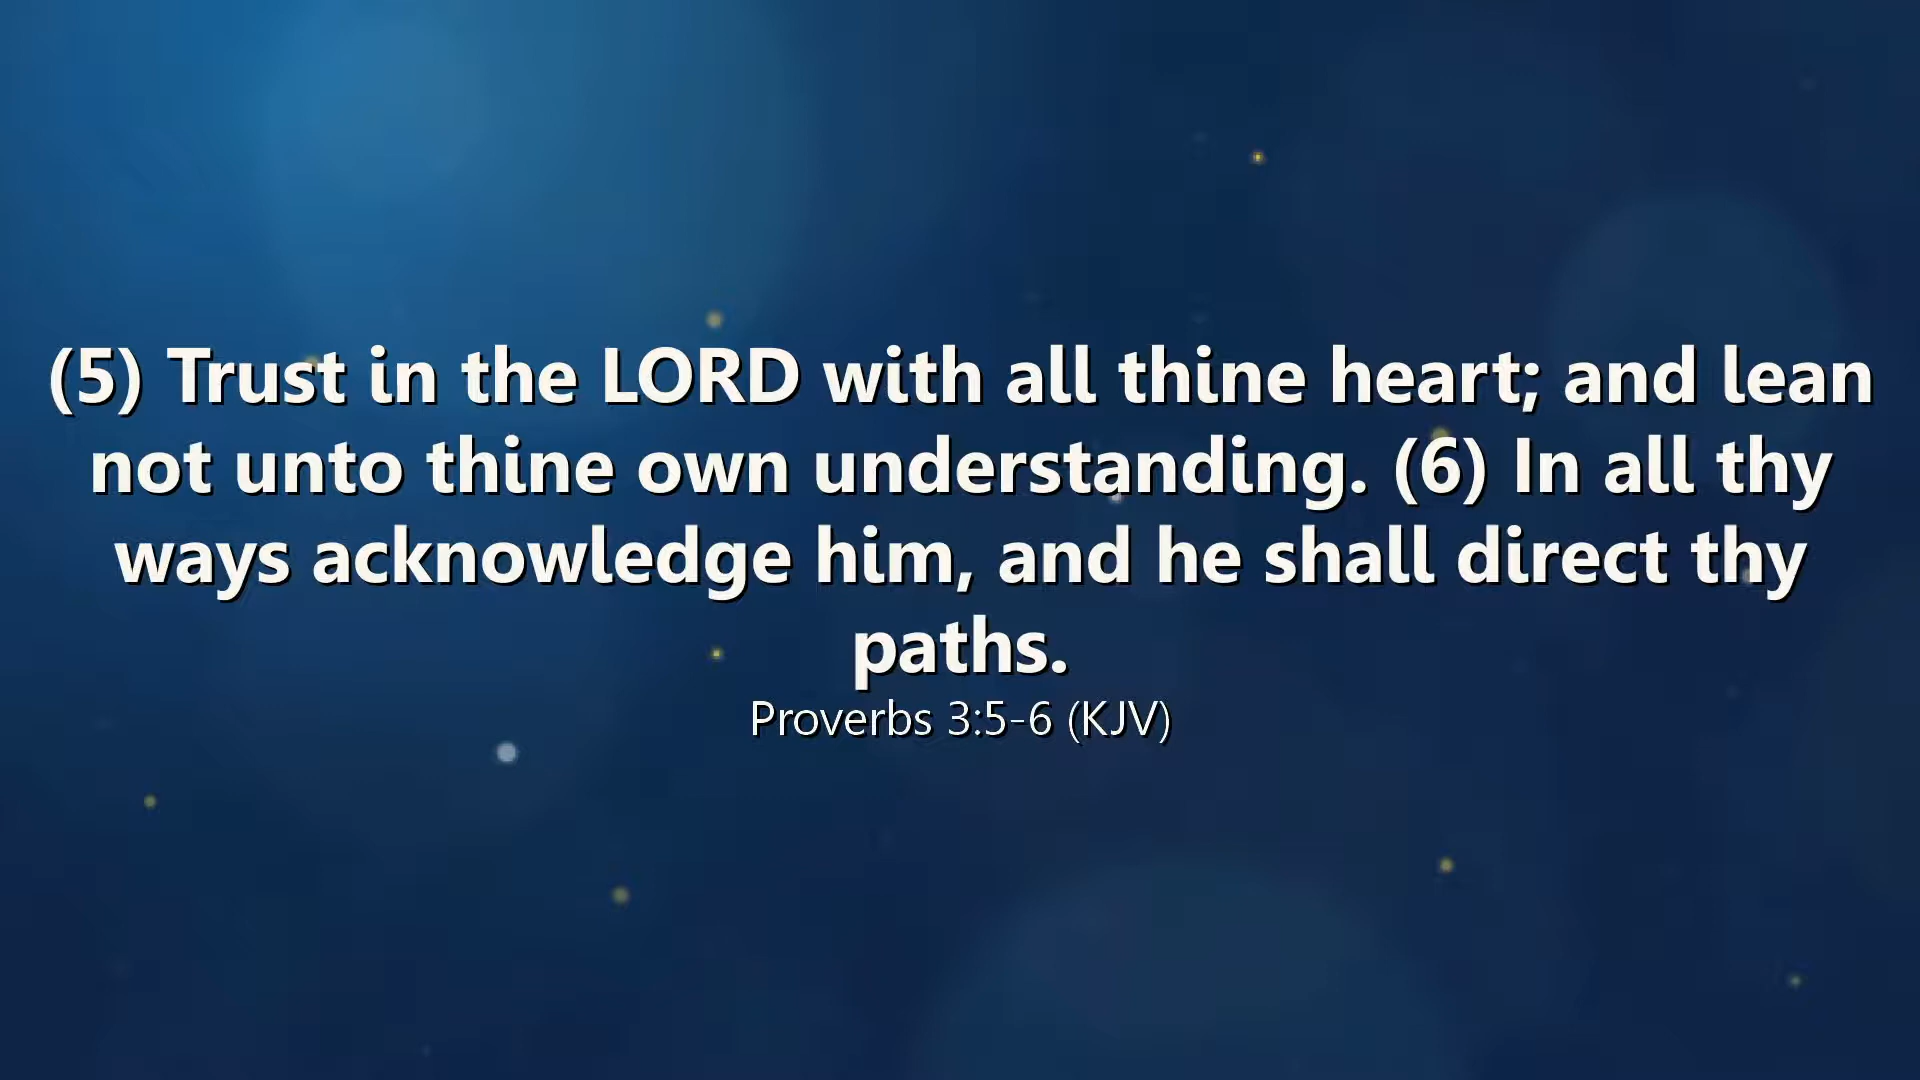 (5) Trust in the LORD with all thine heart; and lean
not unto thine own understanding. (6) In all thy
ways acknowledge him, and he shall direct thy
paths.
Proverbs 3:5-6 (KJV)